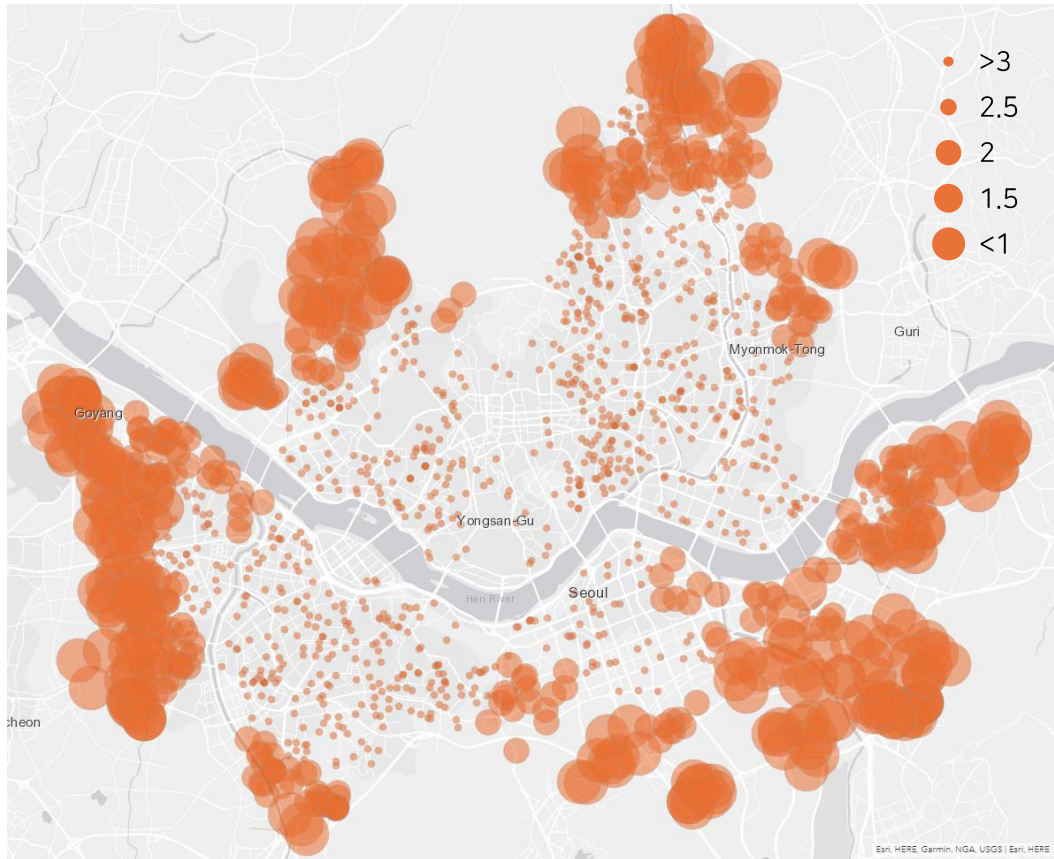 >3
2.5
2
1.5
<1
Guri
Myonmok-Tong
Goyang
Yongsan-Gu
Seoul
Han River
cheon
Esri, HERE, Garmin, NGA, USGS | Esri, HERE